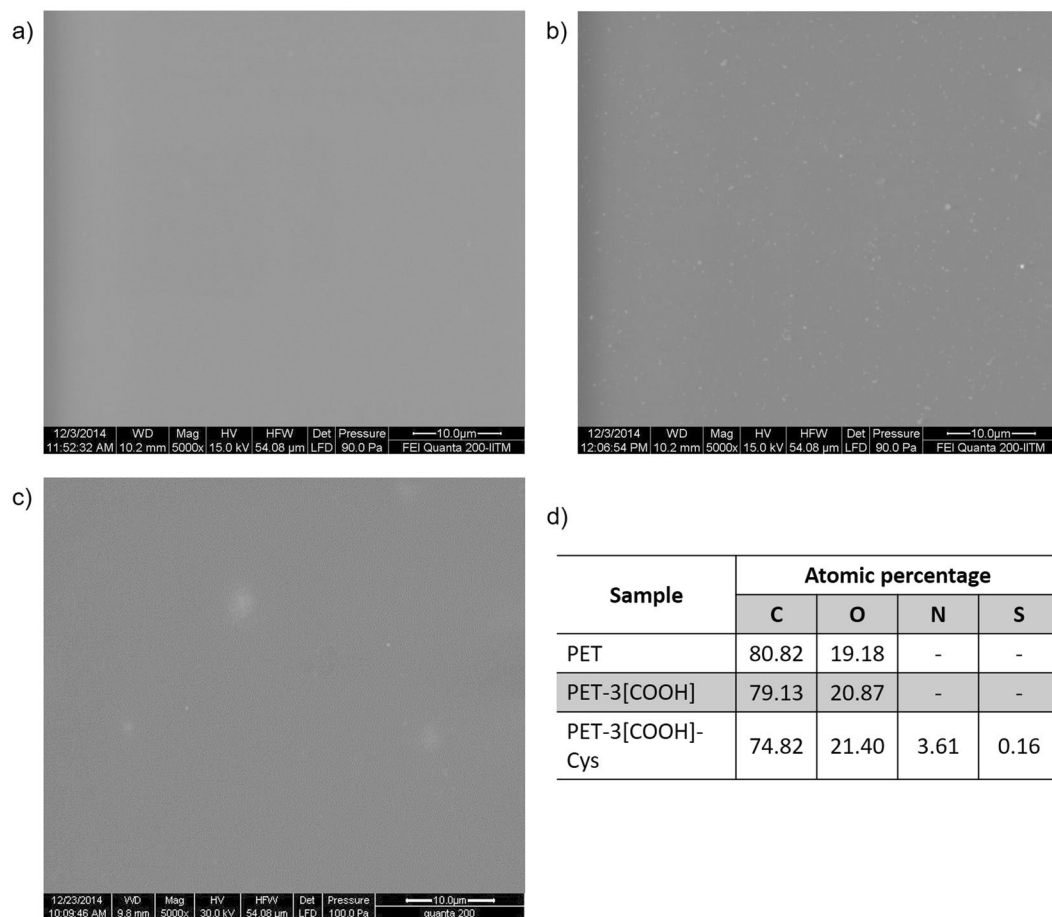 a)
12/3/2014 WD Mag HV HFW Det Pressure 10.0µm
11:52:32 AM 10.2 mm 5000x 15.0 kV 54.08 µm LFD 90.0 Pa FEI Quanta 200-IITM
b)
12/3/2014 WD Mag HV HFW Det Pressure 10.0µm
12:06:54 PM 10.2 mm 5000x 15.0 kV 54.08 µm LFD 90.0 Pa FEI Quanta 200-IITM
c)
12/23/2014 WD Mag HV HFW Det Pressure 10.0µm
10:09:46 AM 9.8 mm 5000x 30.0 kV 54.08 µm LFD 100.0 Pa quanta 200
d)
Sample Atomic percentage
C O N S
PET 80.82 19.18 - -
PET-3[COOH] 79.13 20.87 - -
PET-3[COOH]-
Cys 74.82 21.40 3.61 0.16